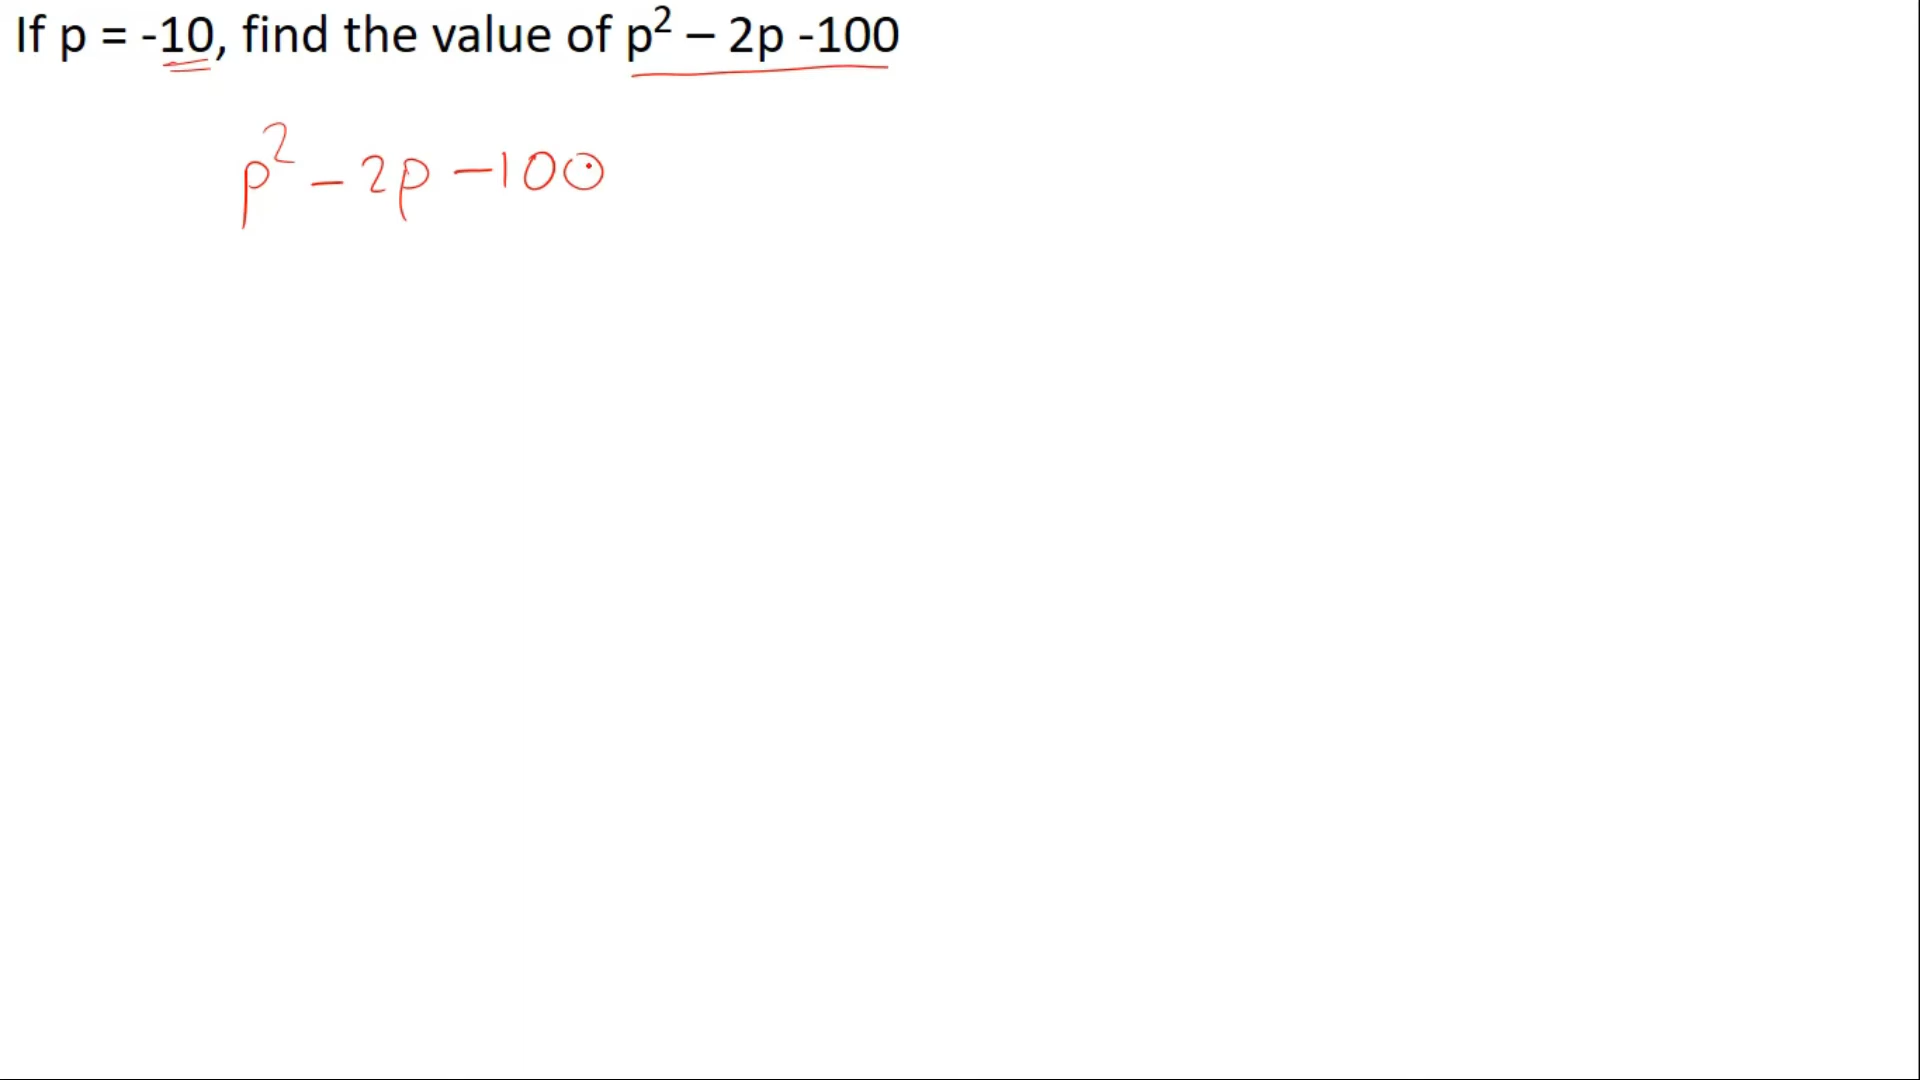 If p = -10, find the value of p² – 2p -100
p² - 2p -100